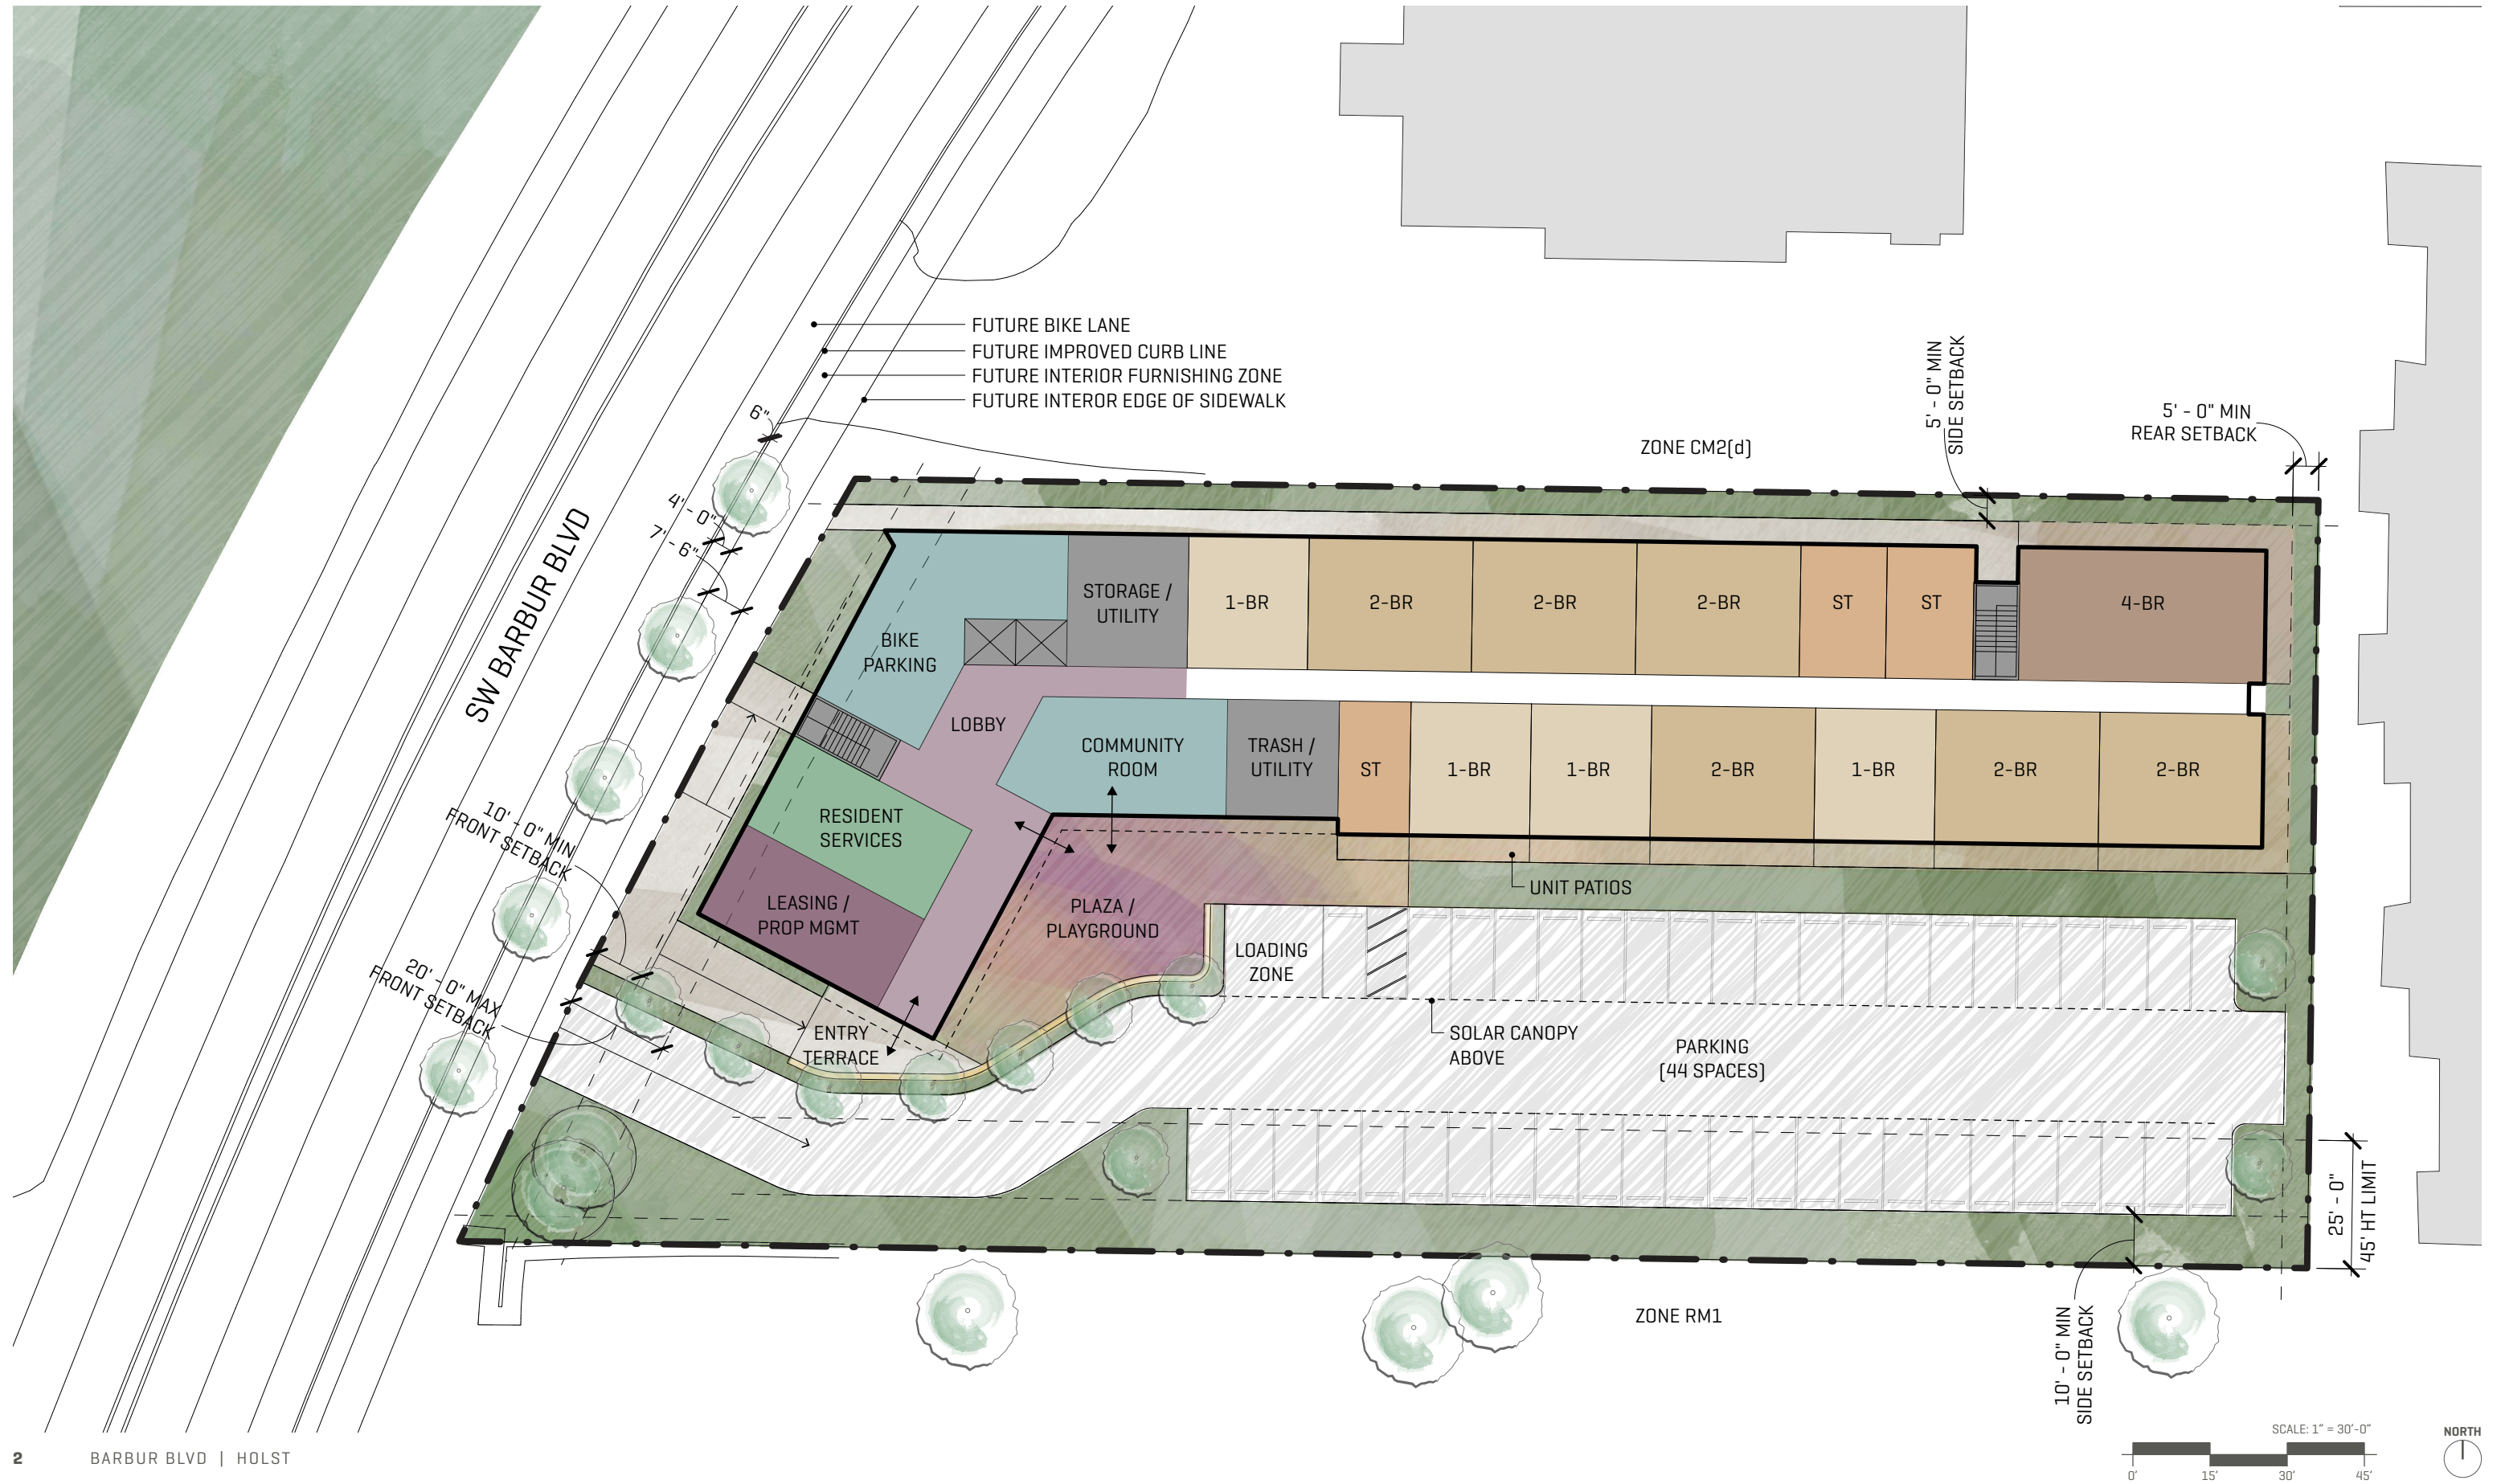 FUTURE BIKE LANE
FUTURE IMPROVED CURB LINE
FUTURE INTERIOR FURNISHING ZONE
FUTURE INTEROR EDGE OF SIDEWALK
6"
4' - 0"
7' - 6"
SW BARBUR BLVD
10' - 0" MIN
FRONT SETBACK
20' - 0" MAX
FRONT SETBACK
ZONE CM2(d)
5' - 0" MIN
SIDE SETBACK
5' - 0" MIN
REAR SETBACK
BIKE
PARKING
STORAGE /
UTILITY
1-BR
2-BR
2-BR
2-BR
ST
ST
4-BR
LOBBY
COMMUNITY
ROOM
TRASH /
UTILITY
ST
1-BR
1-BR
2-BR
1-BR
2-BR
2-BR
RESIDENT
SERVICES
LEASING /
PROP MGMT
PLAZA /
PLAYGROUND
UNIT PATIOS
LOADING
ZONE
ENTRY
TERRACE
SOLAR CANOPY
ABOVE
PARKING
(44 SPACES)
25' - 0"
45' HT LIMIT
ZONE RM1
10' - 0" MIN
SIDE SETBACK
2 BARBUR BLVD | HOLST
SCALE: 1" = 30'-0"
0' 15' 30' 45'
NORTH